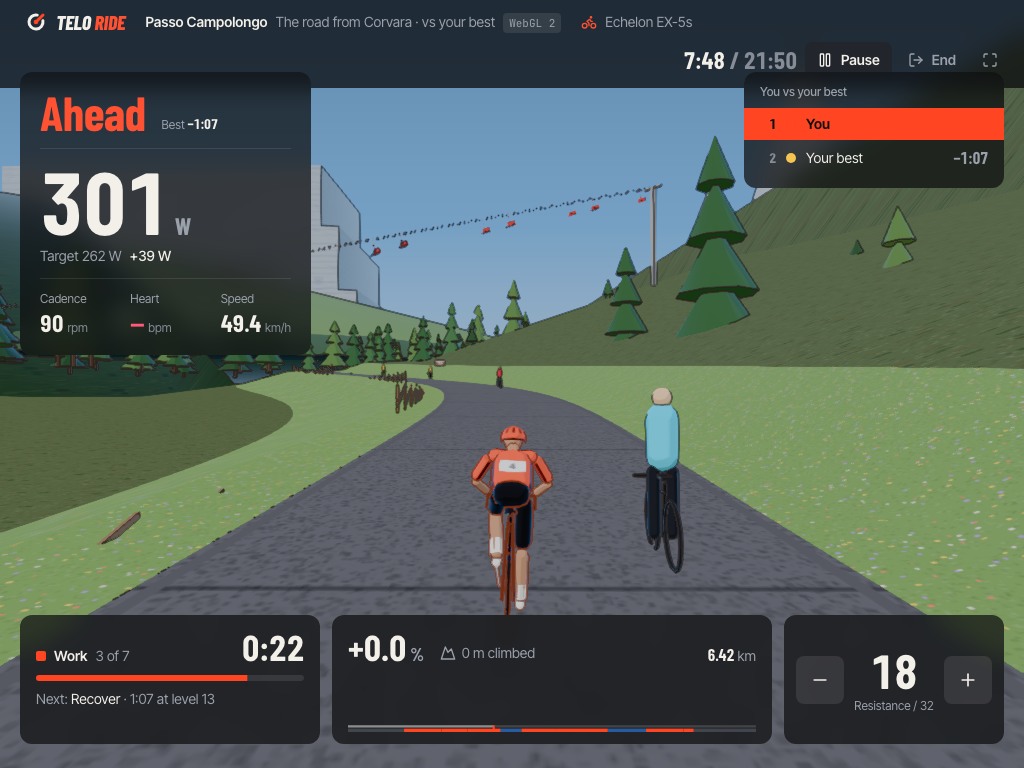 TELO RIDE Passo Campolongo The road from Corvara · vs your best WebGL 2 Echelon EX-5s
7:48 / 21:50 Pause End
Ahead Best −1:07
301 W
Target 262 W +39 W
Cadence Heart Speed
90 rpm — bpm 49.4 km/h
You vs your best
1 You
2 Your best −1:07
4
Work 3 of 7 0:22
Next: Recover · 1:07 at level 13
+0.0 % 0 m climbed 6.42 km
− 18 +
Resistance / 32